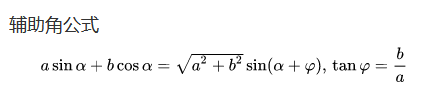 辅助角公式
a sin α + b cos α = √(a² + b²) sin(α + φ), tan φ = b/a